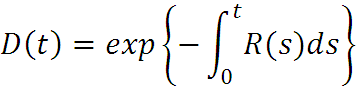 D(t) = exp{−∫₀ᵗ R(s)ds}